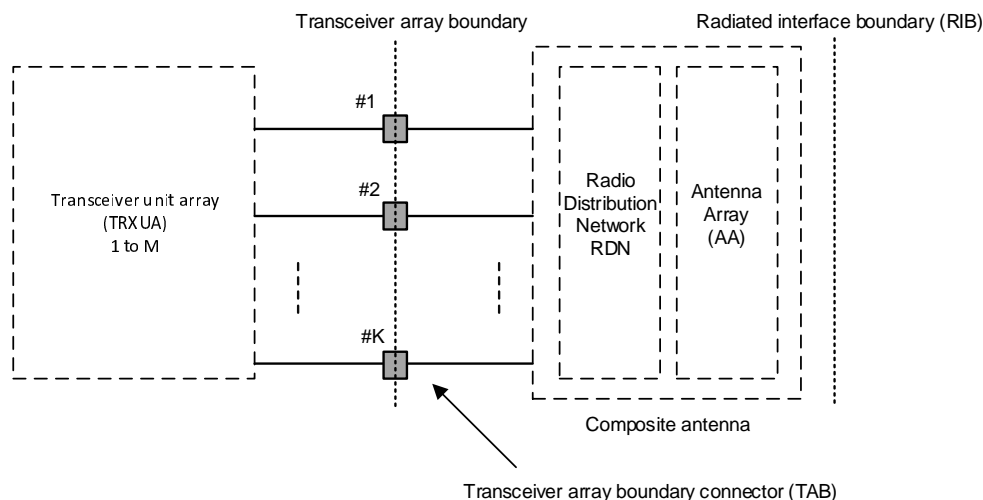 Transceiver array boundary
Radiated interface boundary (RIB)
#1
#2
#K
Transceiver unit array
(TRXUA)
1 to M
Radio
Distribution
Network
RDN
Antenna
Array
(AA)
Composite antenna
Transceiver array boundary connector (TAB)